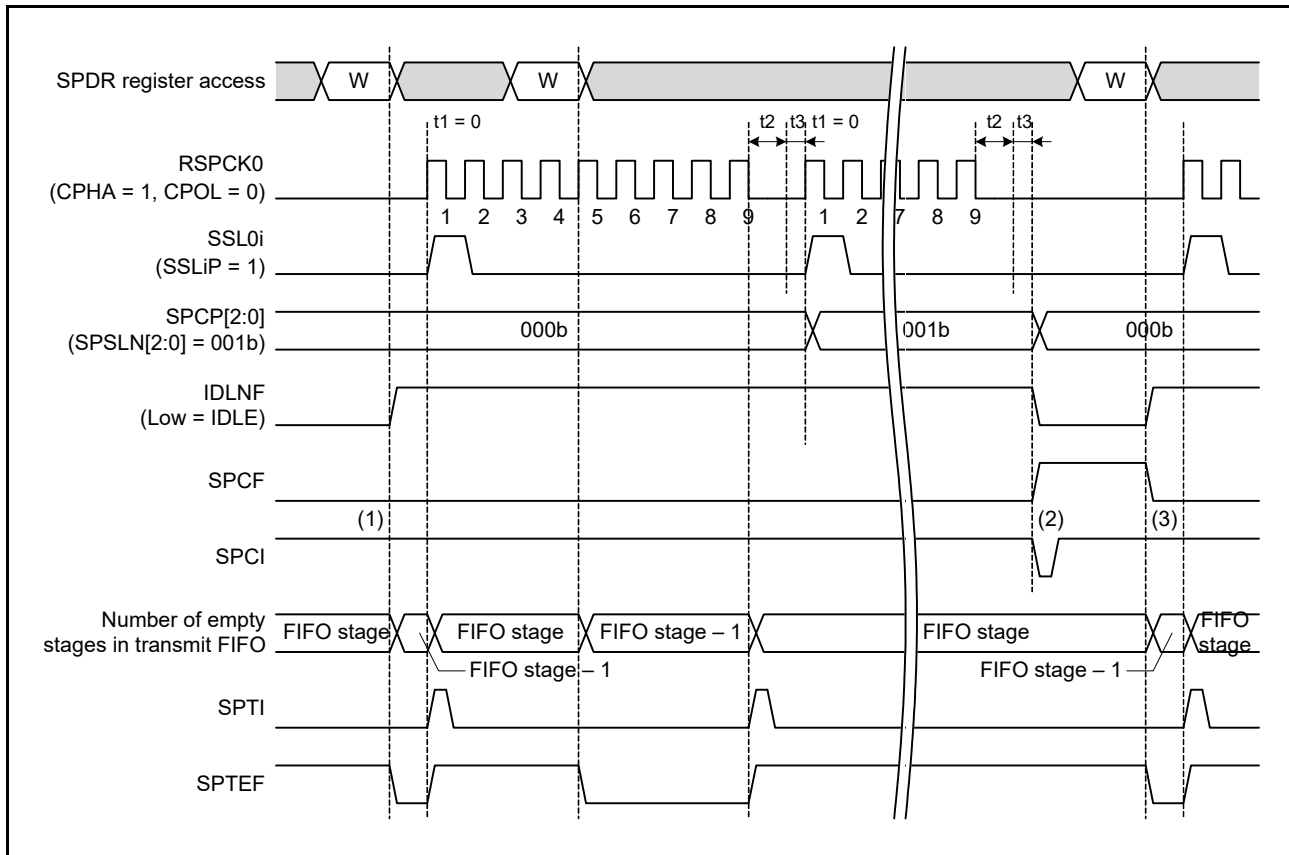 SPDR register access
W
W
W
t1 = 0
t2
t3
t1 = 0
t2
t3
RSPCK0
(CPHA = 1, CPOL = 0)
1 2 3 4 5 6 7 8 9 1 2 7 8 9
SSL0i
(SSLiP = 1)
SPCP[2:0]
(SPSLN[2:0] = 001b)
000b
001b
000b
IDLNF
(Low = IDLE)
SPCF
(1)
(2)
(3)
SPCI
Number of empty
stages in transmit FIFO
FIFO stage
FIFO stage
FIFO stage – 1
FIFO stage
FIFO
stage
FIFO stage – 1
FIFO stage – 1
SPTI
SPTEF